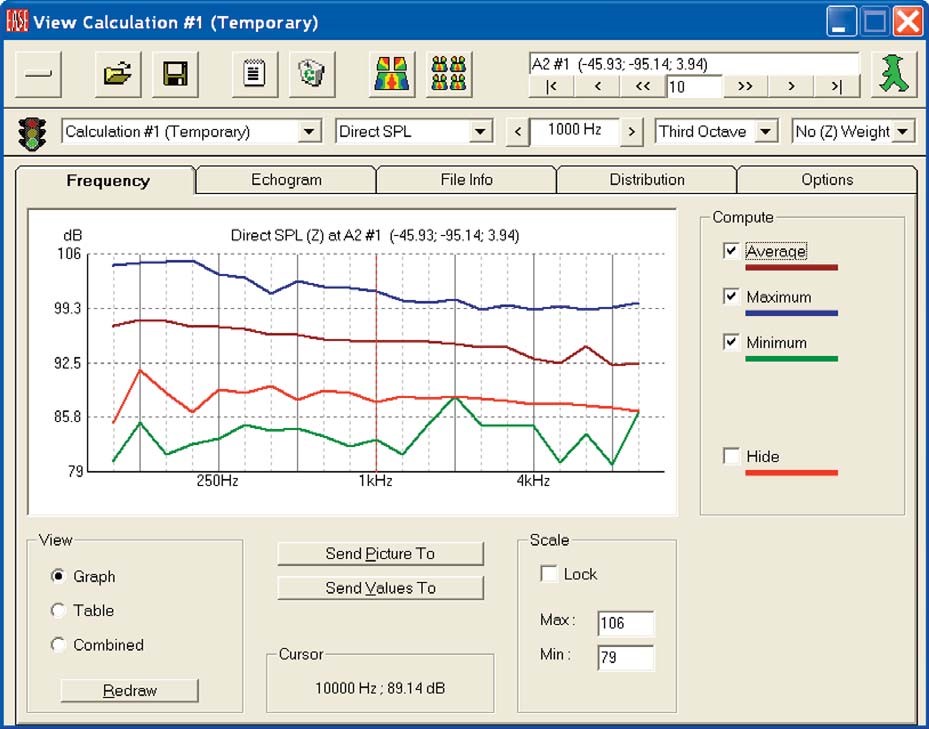 EASE View Calculation #1 (Temporary)
A2 #1 (-45.93; -95.14; 3.94)
|< < << 10 >> > >|
Calculation #1 (Temporary) Direct SPL < 1000 Hz > Third Octave No (Z) Weight
Frequency Echogram File Info Distribution Options
dB Direct SPL (Z) at A2 #1 (-45.93; -95.14; 3.94)
106
99.3
92.5
85.8
79
250Hz 1kHz 4kHz
Compute
Average
Maximum
Minimum
Hide
View
Graph
Table
Combined
Redraw
Send Picture To
Send Values To
Cursor
10000 Hz ; 89.14 dB
Scale
Lock
Max : 106
Min : 79